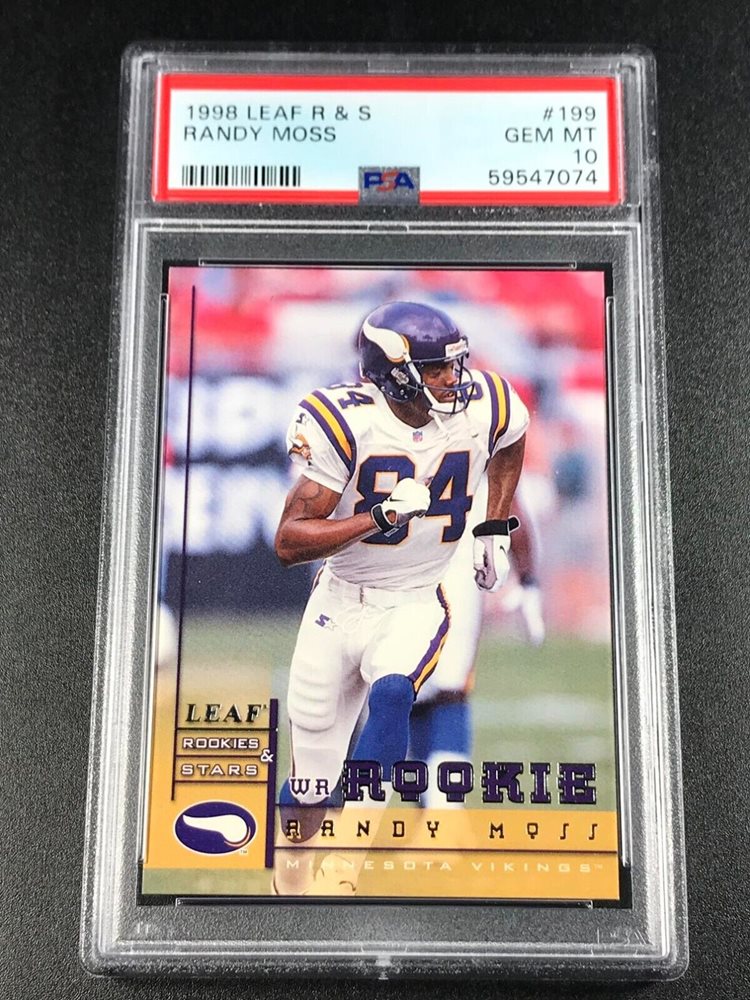 1998 LEAF R & S #199
RANDY MOSS GEM MT
10
PSA 59547074
84
84
LEAF
ROOKIES
&
STARS
WR ROOKIE
RANDY MOSS
MINNESOTA VIKINGS™